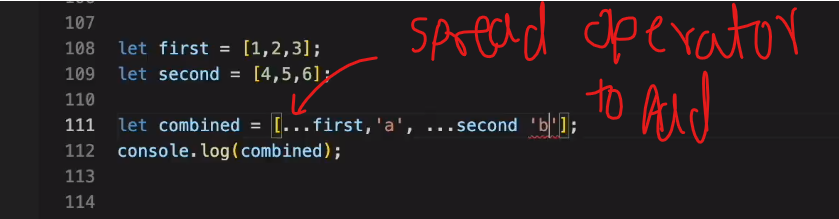 107
108 let first = [1,2,3];
109 let second = [4,5,6];
110
111 let combined = [...first,'a', ...second 'b'];
112 console.log(combined);
113
114
spread operator
to Add